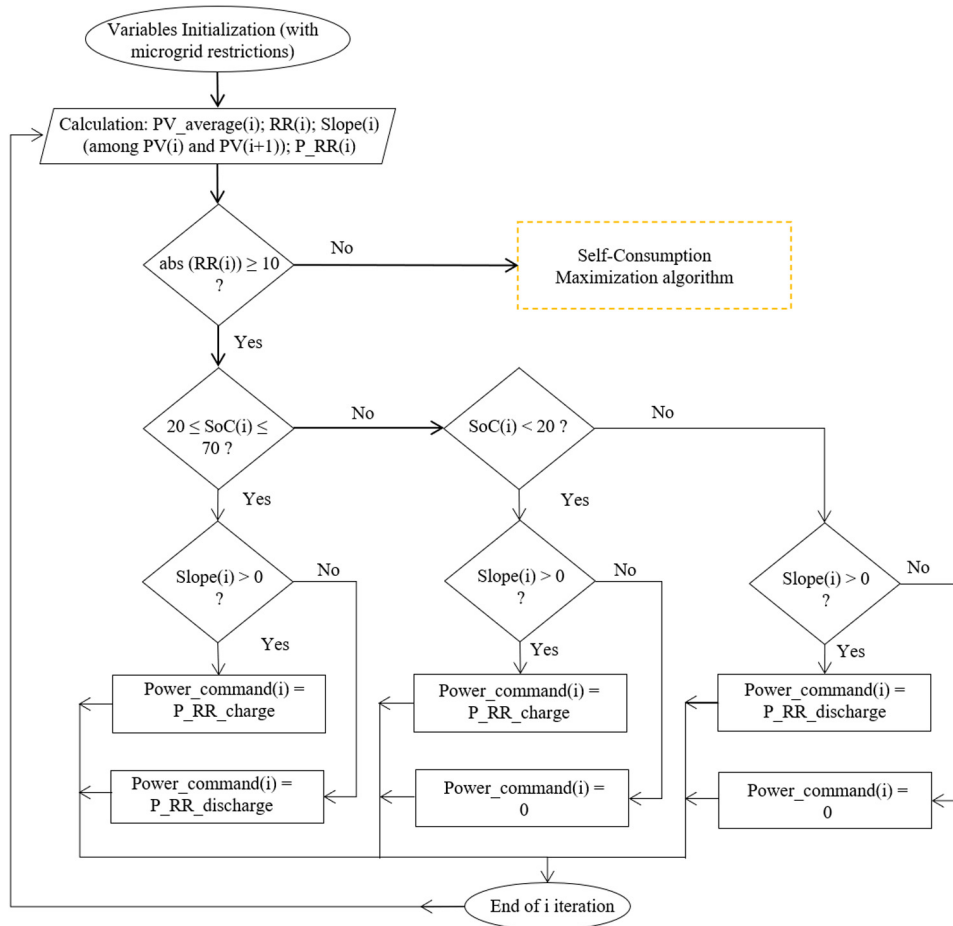 Variables Initialization (with
microgrid restrictions)
Calculation: PV_average(i); RR(i); Slope(i)
(among PV(i) and PV(i+1)); P_RR(i)
abs (RR(i)) ≥ 10
?
No
Self-Consumption
Maximization algorithm
Yes
20 ≤ SoC(i) ≤
70 ?
No
SoC(i) < 20 ?
No
Yes
Yes
Slope(i) > 0
?
No
Slope(i) > 0
?
No
Slope(i) > 0
?
No
Yes
Yes
Yes
Power_command(i) =
P_RR_charge
Power_command(i) =
P_RR_charge
Power_command(i) =
P_RR_discharge
Power_command(i) =
P_RR_discharge
Power_command(i) =
0
Power_command(i) =
0
End of i iteration